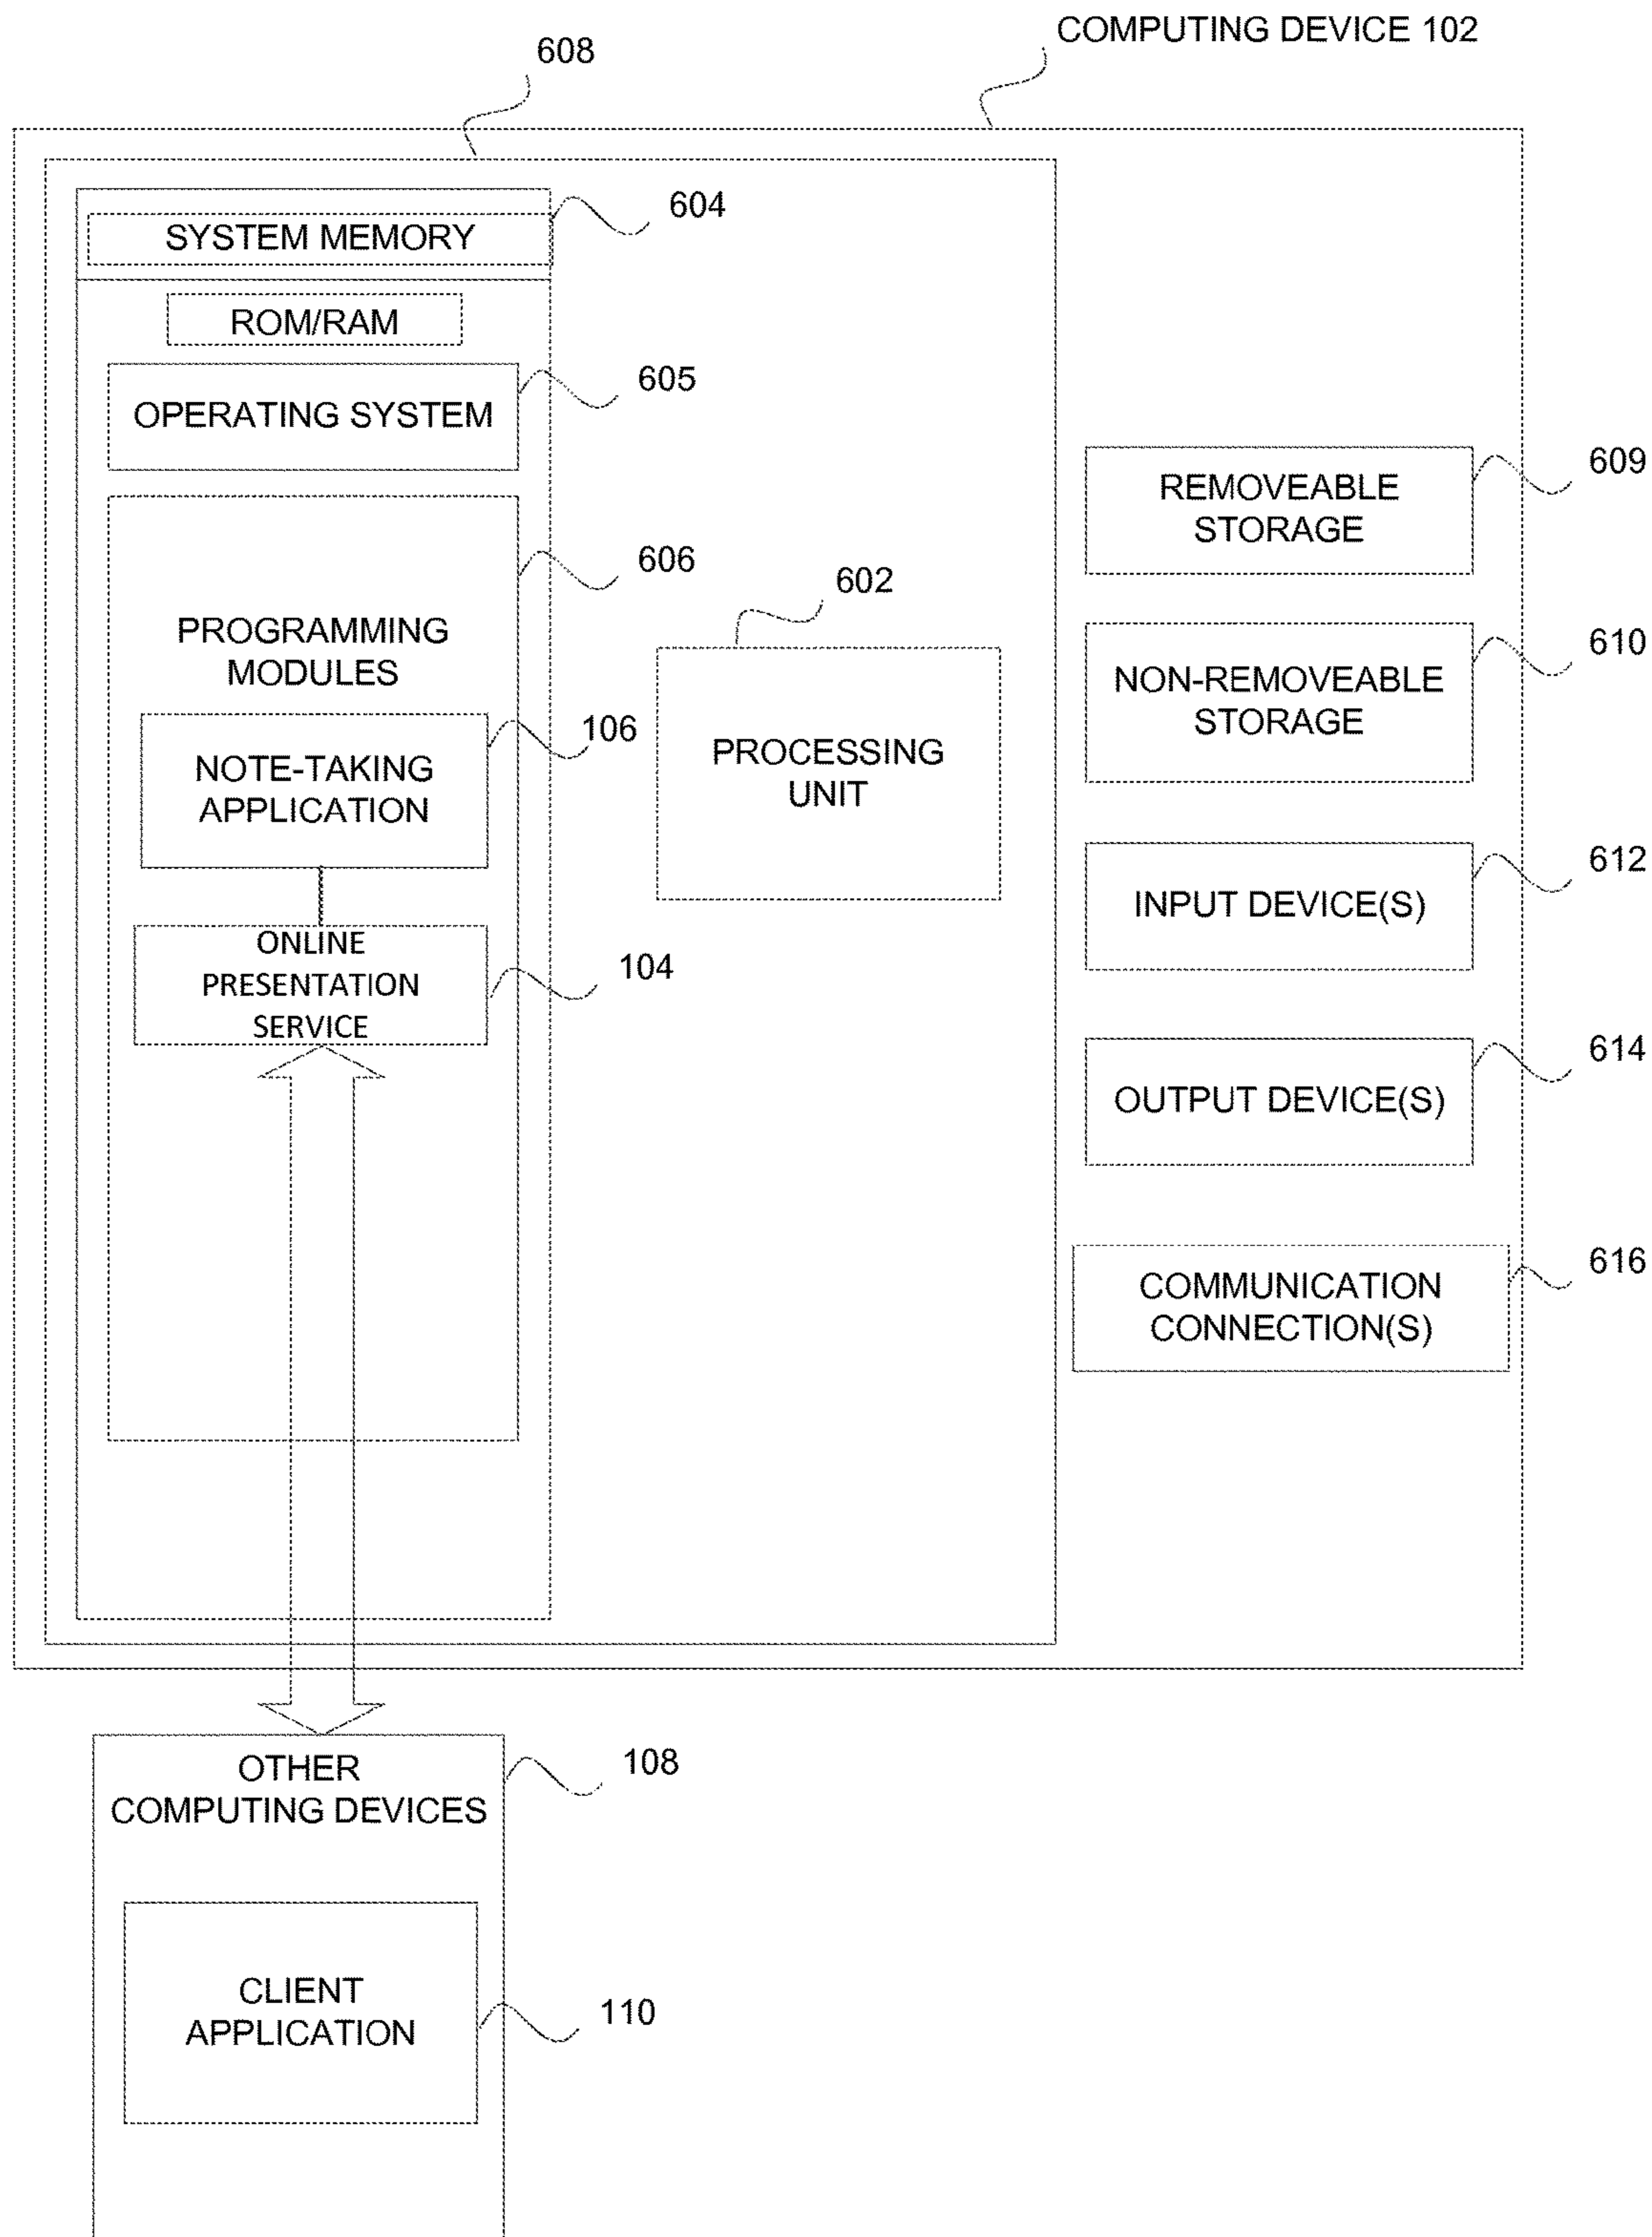 COMPUTING DEVICE 102
608
604
SYSTEM MEMORY
ROM/RAM
605
OPERATING SYSTEM
606
PROGRAMMING
MODULES
106
NOTE-TAKING
APPLICATION
ONLINE
PRESENTATION
SERVICE
104
602
PROCESSING
UNIT
609
REMOVEABLE
STORAGE
610
NON-REMOVEABLE
STORAGE
612
INPUT DEVICE(S)
614
OUTPUT DEVICE(S)
616
COMMUNICATION
CONNECTION(S)
OTHER
COMPUTING DEVICES
108
CLIENT
APPLICATION
110